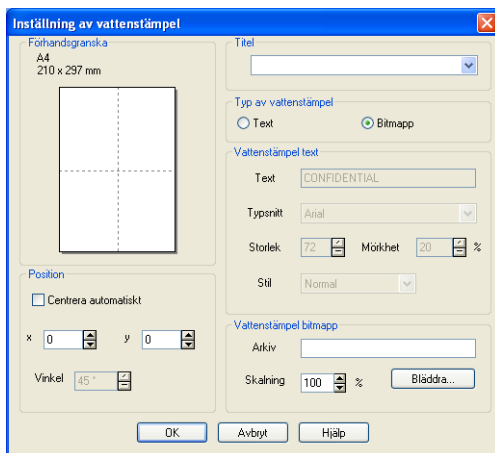 Inställning av vattenstämpel
Förhandsgranska
A4
210 x 297 mm
Position
Centrera automatiskt
x 0 y 0
Vinkel 45 °
Titel
Typ av vattenstämpel
Text Bitmapp
Vattenstämpel text
Text CONFIDENTIAL
Typsnitt Arial
Storlek 72 Mörkhet 20 %
Stil Normal
Vattenstämpel bitmapp
Arkiv
Skalning 100 % Bläddra...
OK Avbryt Hjälp